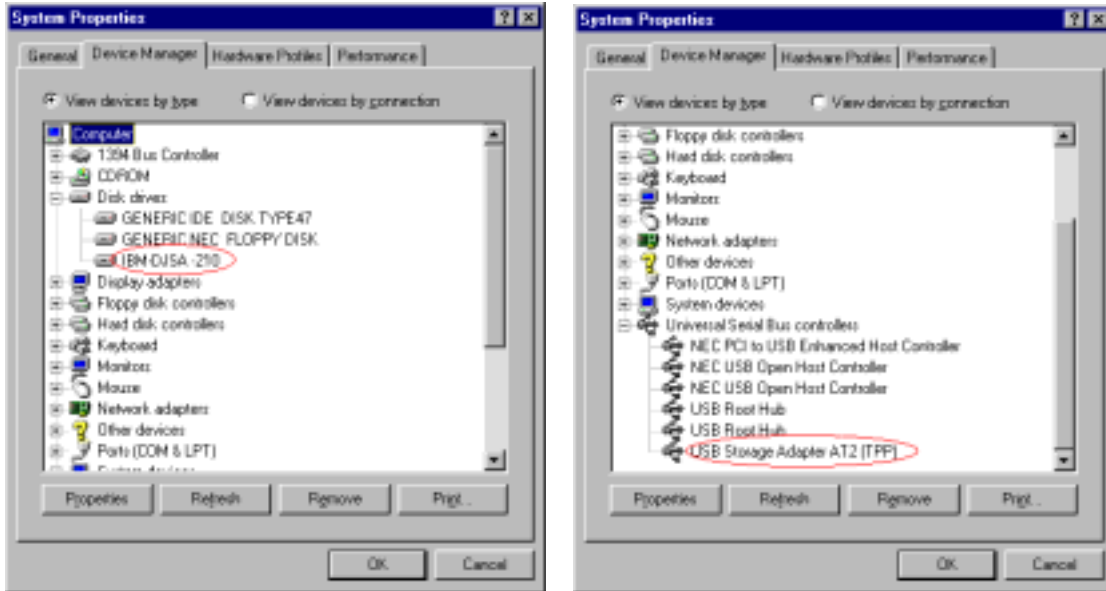 System Properties
General Device Manager Hardware Profiles Performance
View devices by type View devices by connection
Computer
1394 Bus Controller
CDROM
Disk drives
GENERIC IDE DISK TYPE47
GENERIC NEC FLOPPY DISK
IBM-DJSA-210
Display adapters
Floppy disk controllers
Hard disk controllers
Keyboard
Monitors
Mouse
Network adapters
Other devices
Ports (COM & LPT)
System devices
Properties Refresh Remove Print...
OK Cancel
System Properties
General Device Manager Hardware Profiles Performance
View devices by type View devices by connection
Floppy disk controllers
Hard disk controllers
Keyboard
Monitors
Mouse
Network adapters
Other devices
Ports (COM & LPT)
System devices
Universal Serial Bus controllers
NEC PCI to USB Enhanced Host Controller
NEC USB Open Host Controller
NEC USB Open Host Controller
USB Root Hub
USB Root Hub
USB Storage Adapter AT2 (TPP)
Properties Refresh Remove Print...
OK Cancel